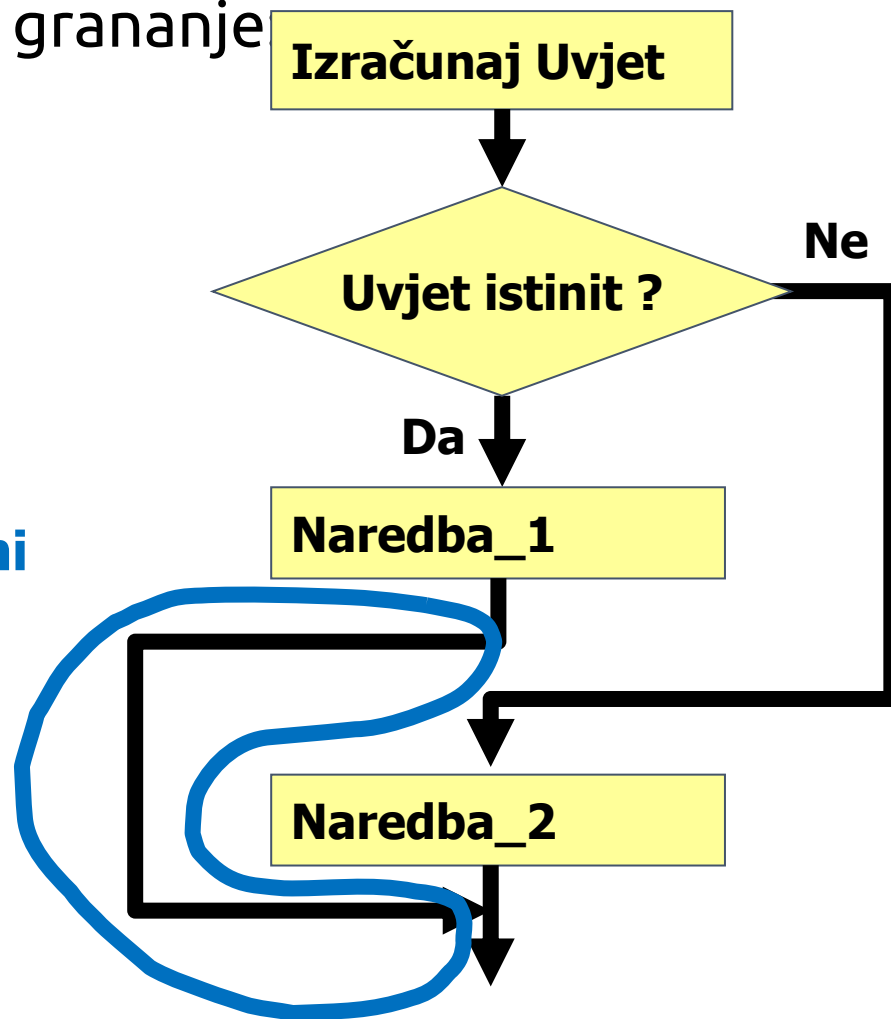 grananje:
Izračunaj Uvjet
Ne
Uvjet istinit ?
Da
Naredba_1
Naredba_2